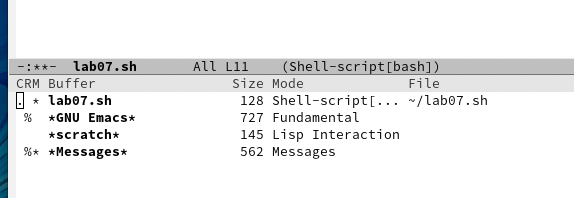 -:**-  lab07.sh       All L11    (Shell-script[bash])
CRM Buffer                Size Mode             File
. * lab07.sh               128 Shell-script[... ~/lab07.sh
 %  *GNU Emacs*            727 Fundamental
    *scratch*              145 Lisp Interaction
 %* *Messages*             562 Messages